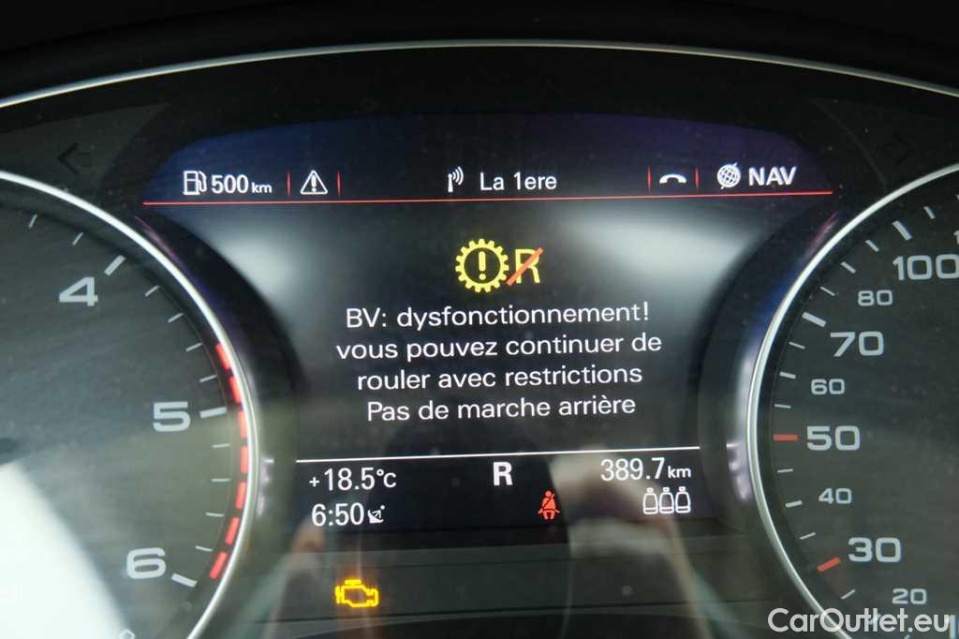 500 km La 1ere NAV
R
BV: dysfonctionnement!
vous pouvez continuer de
rouler avec restrictions
Pas de marche arrière
+18.5°C R 389.7 km
6:50
4
5
6
100
80
70
60
50
40
30
20
CarOutlet.eu